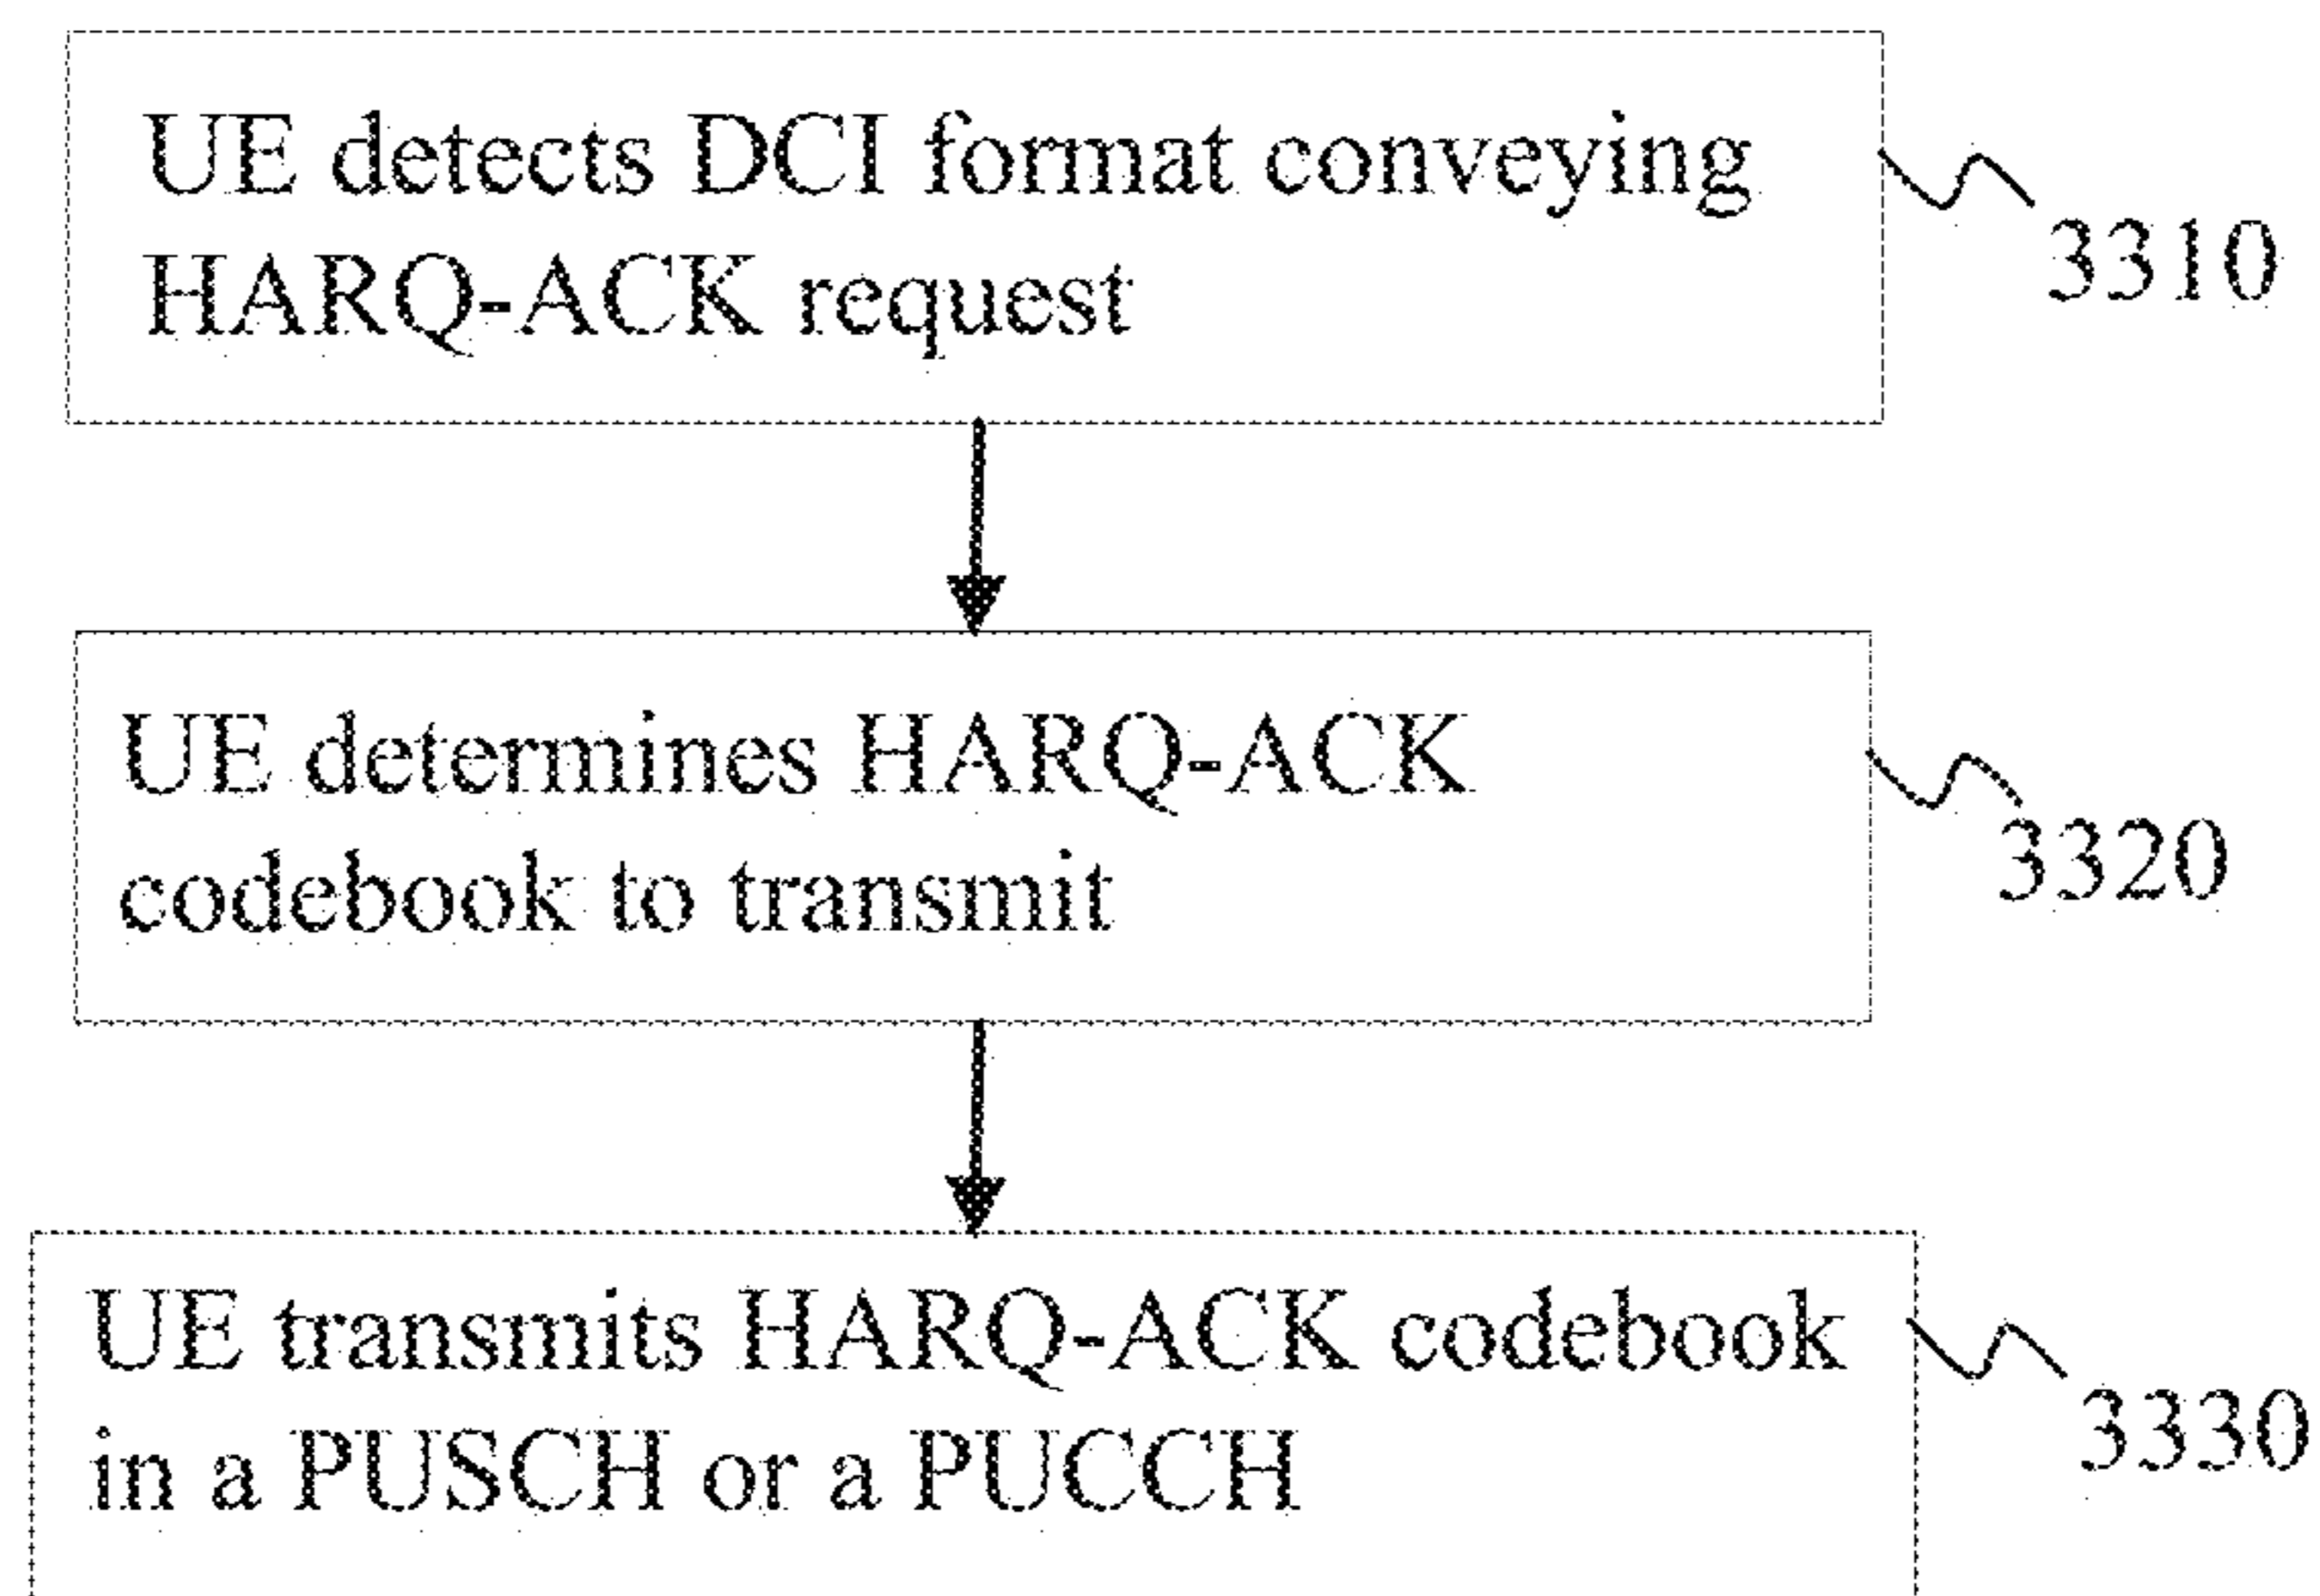 UE detects DCI format conveying
HARQ-ACK request
3310
UE determines HARQ-ACK
codebook to transmit
3320
UE transmits HARQ-ACK codebook
in a PUSCH or a PUCCH
3330